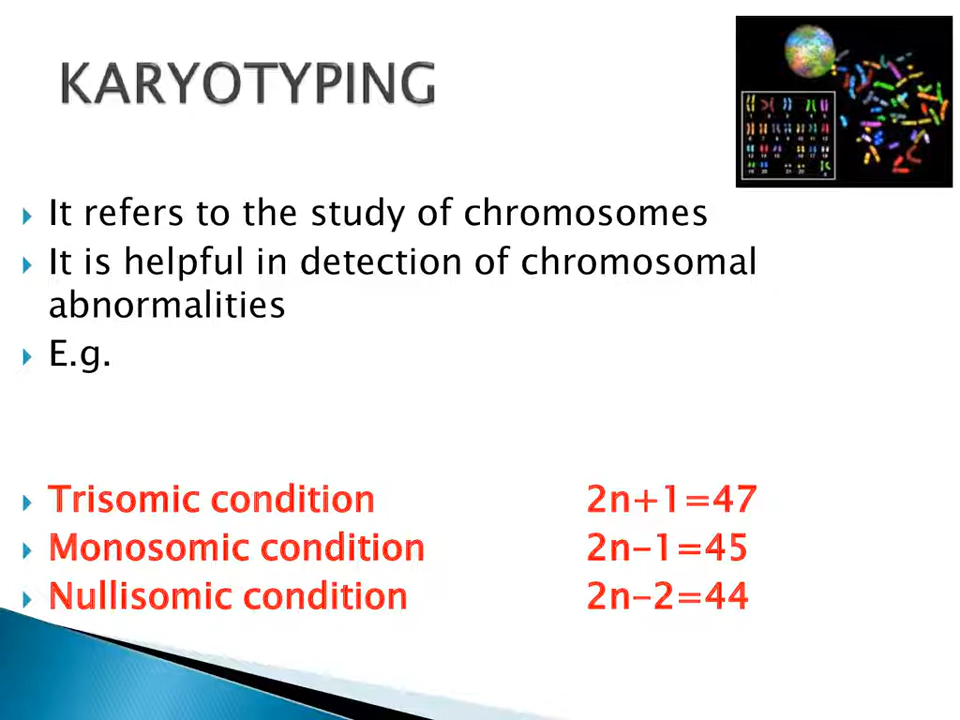 KARYOTYPING
It refers to the study of chromosomes
It is helpful in detection of chromosomal
abnormalities
E.g.
Trisomic condition 2n+1=47
Monosomic condition 2n-1=45
Nullisomic condition 2n-2=44